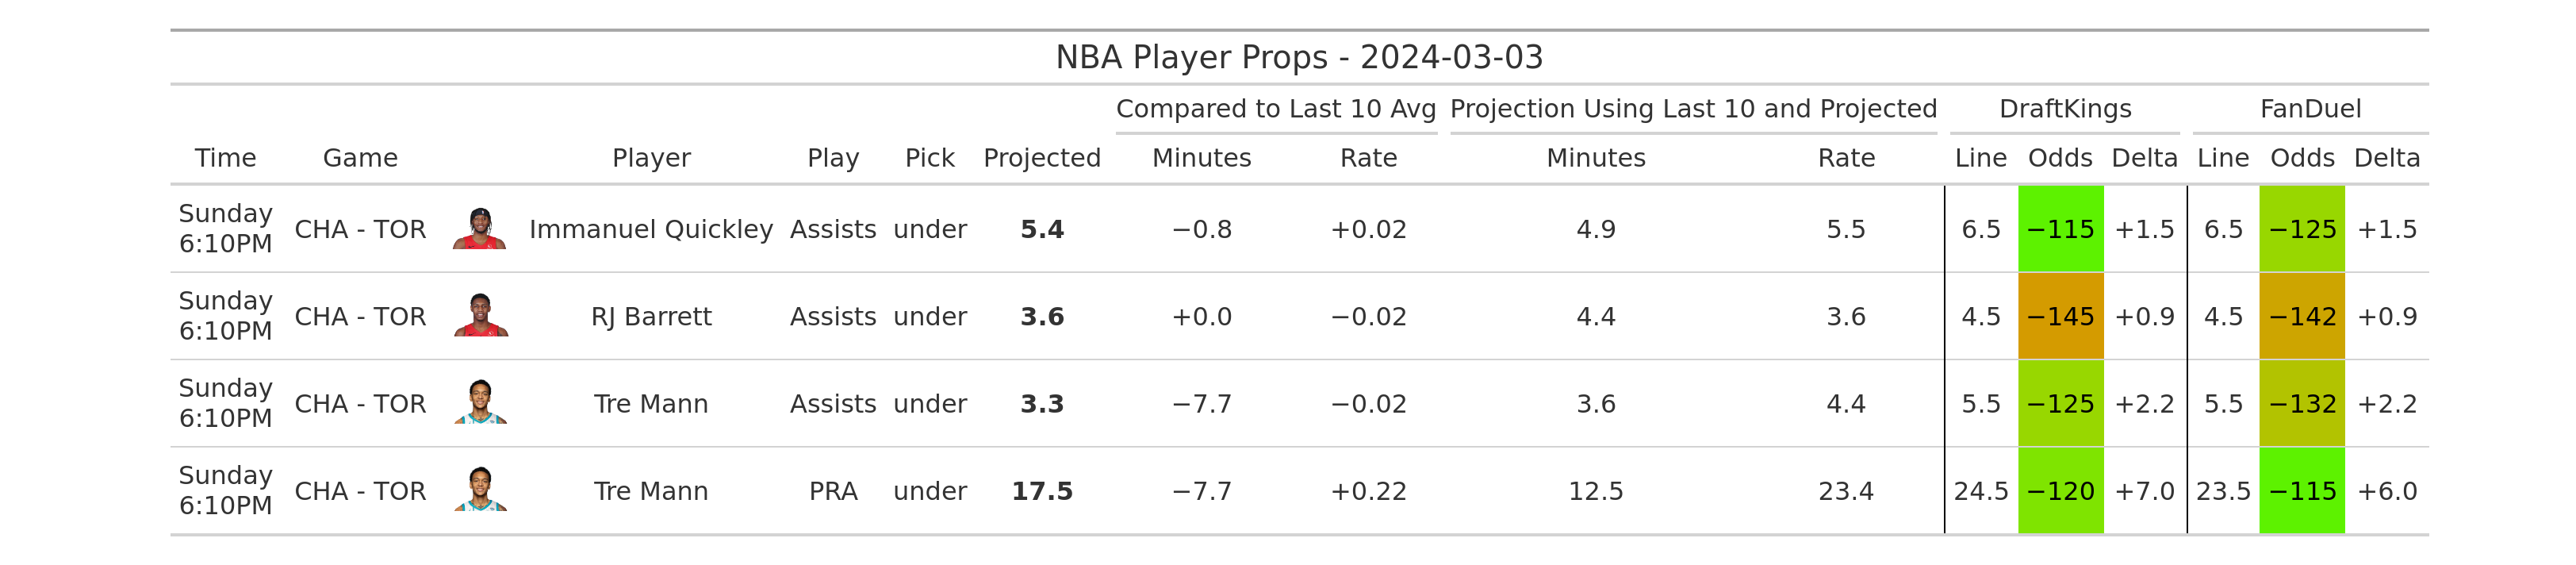 NBA Player Props - 2024-03-03
Compared to Last 10 Avg Projection Using Last 10 and Projected DraftKings FanDuel
Time Game Player Play Pick Projected Minutes Rate Minutes Rate Line Odds Delta Line Odds Delta
Sunday
6:10PM CHA - TOR Immanuel Quickley Assists under 5.4 −0.8 +0.02 4.9 5.5 6.5 −115 +1.5 6.5 −125 +1.5
Sunday
6:10PM CHA - TOR RJ Barrett Assists under 3.6 +0.0 −0.02 4.4 3.6 4.5 −145 +0.9 4.5 −142 +0.9
Sunday
6:10PM CHA - TOR Tre Mann Assists under 3.3 −7.7 −0.02 3.6 4.4 5.5 −125 +2.2 5.5 −132 +2.2
Sunday
6:10PM CHA - TOR Tre Mann PRA under 17.5 −7.7 +0.22 12.5 23.4 24.5 −120 +7.0 23.5 −115 +6.0